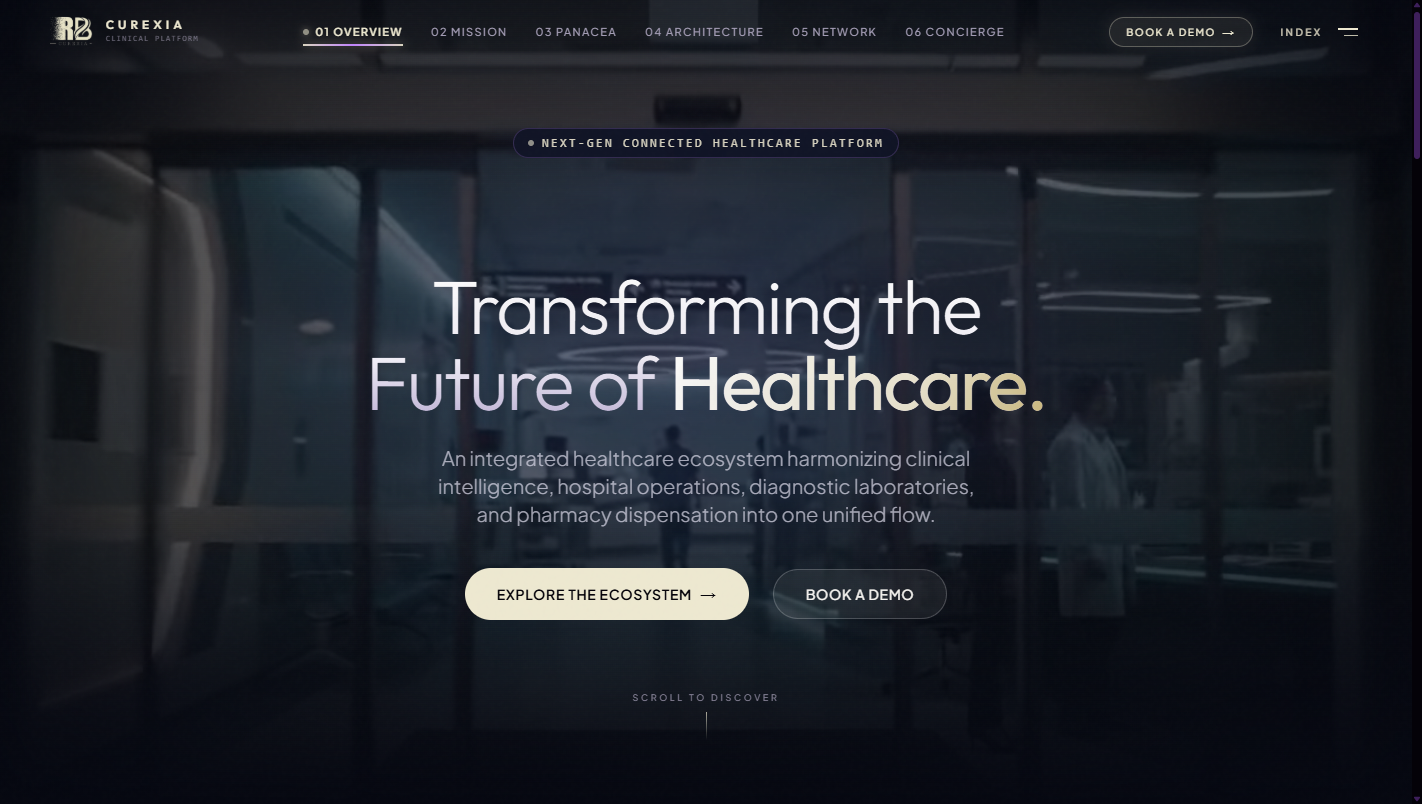 RB
CUREXIA
CLINICAL PLATFORM
01 OVERVIEW
02 MISSION
03 PANACEA
04 ARCHITECTURE
05 NETWORK
06 CONCIERGE
BOOK A DEMO →
INDEX
NEXT-GEN CONNECTED HEALTHCARE PLATFORM
Transforming the
Future of Healthcare.
An integrated healthcare ecosystem harmonizing clinical
intelligence, hospital operations, diagnostic laboratories,
and pharmacy dispensation into one unified flow.
EXPLORE THE ECOSYSTEM →
BOOK A DEMO
SCROLL TO DISCOVER